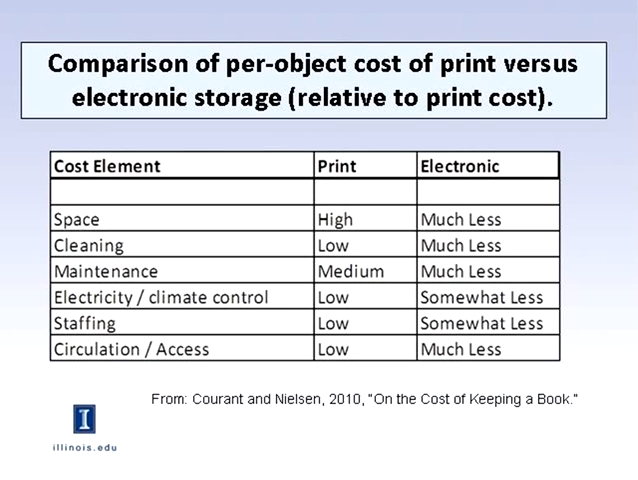 Comparison of per-object cost of print versus
electronic storage (relative to print cost).
Cost Element Print Electronic
Space High Much Less
Cleaning Low Much Less
Maintenance Medium Much Less
Electricity / climate control Low Somewhat Less
Staffing Low Somewhat Less
Circulation / Access Low Much Less
From: Courant and Nielsen, 2010, “On the Cost of Keeping a Book.”
I
illinois.edu